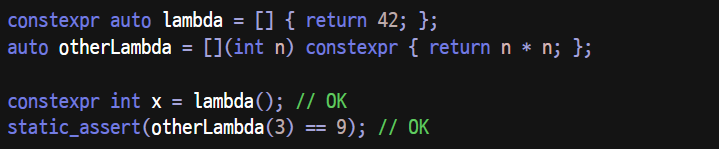 constexpr auto lambda = [] { return 42; };
auto otherLambda = [](int n) constexpr { return n * n; };
constexpr int x = lambda(); // OK
static_assert(otherLambda(3) == 9); // OK